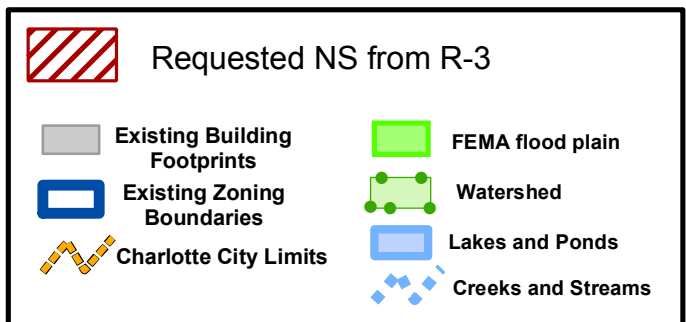 Requested NS from R-3
Existing Building
Footprints
Existing Zoning
Boundaries
Charlotte City Limits
FEMA flood plain
Watershed
Lakes and Ponds
Creeks and Streams